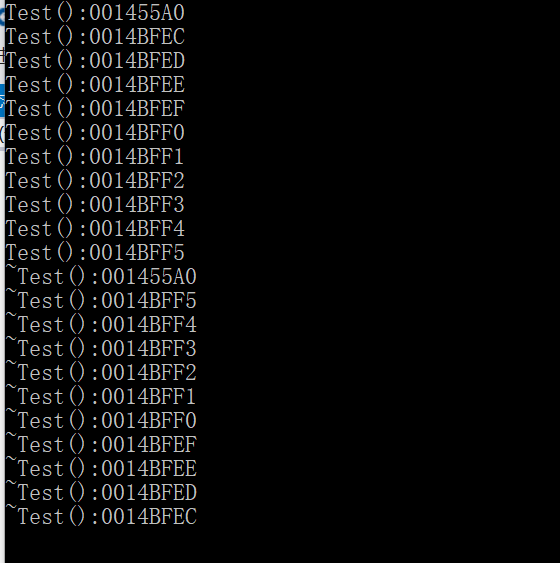 Test():001455A0
Test():0014BFEC
Test():0014BFED
Test():0014BFEE
Test():0014BFEF
Test():0014BFF0
Test():0014BFF1
Test():0014BFF2
Test():0014BFF3
Test():0014BFF4
Test():0014BFF5
~Test():001455A0
~Test():0014BFF5
~Test():0014BFF4
~Test():0014BFF3
~Test():0014BFF2
~Test():0014BFF1
~Test():0014BFF0
~Test():0014BFEF
~Test():0014BFEE
~Test():0014BFED
~Test():0014BFEC